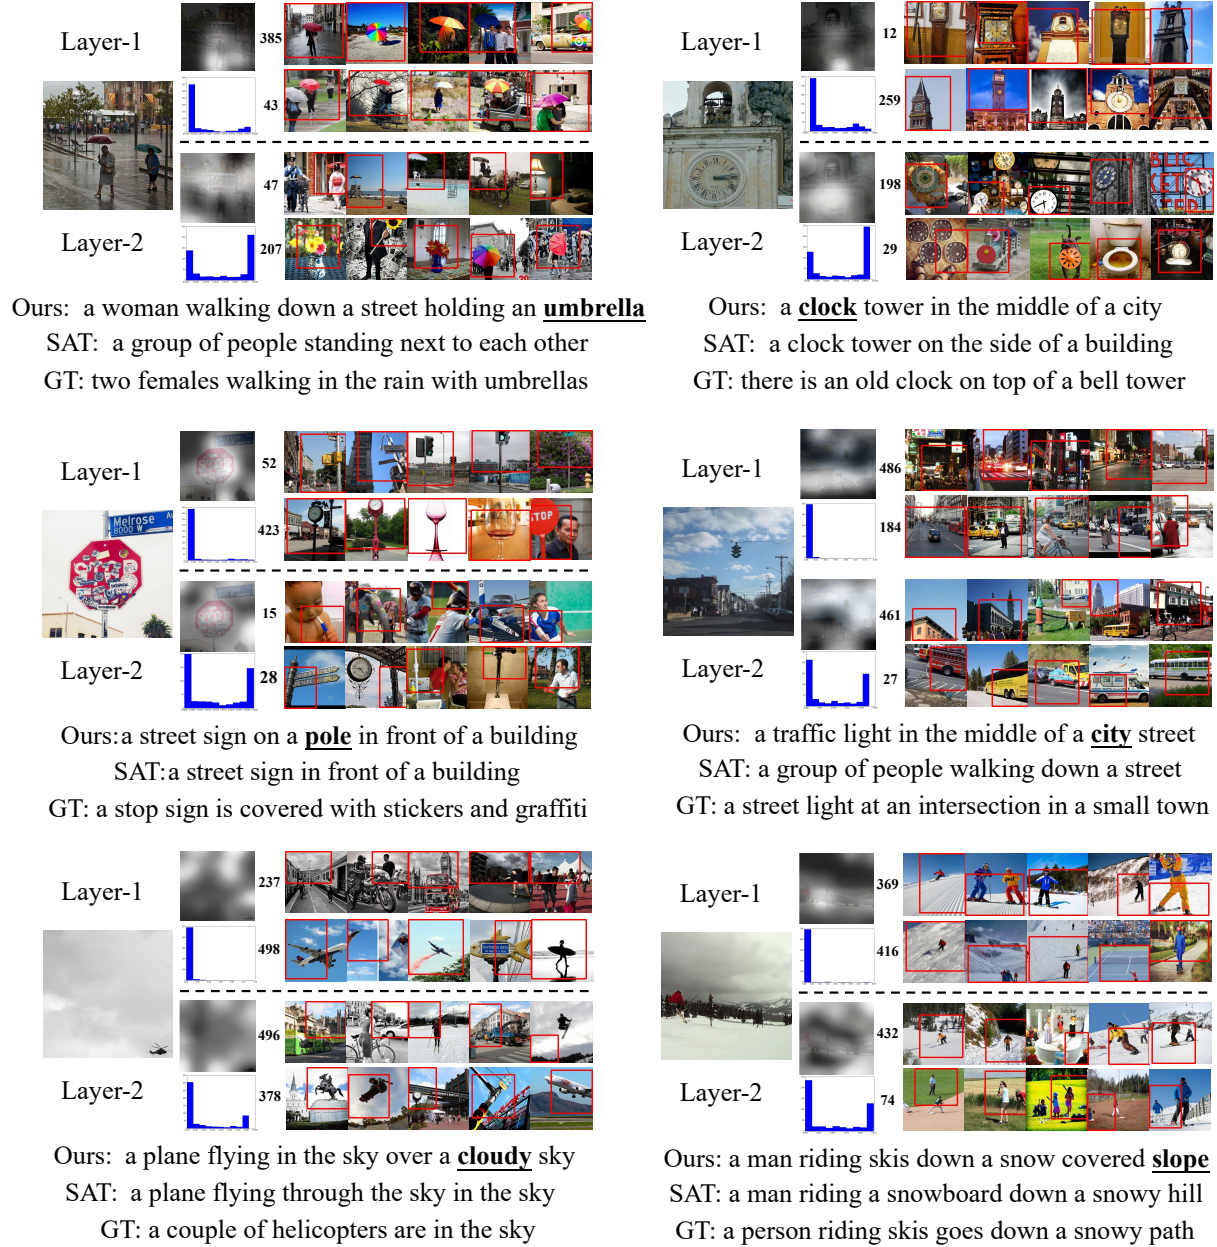 Layer-1
385
43
47
Layer-2
207
Ours: a woman walking down a street holding an umbrella
SAT: a group of people standing next to each other
GT: two females walking in the rain with umbrellas
Layer-1
12
259
198
Layer-2
29
Ours: a clock tower in the middle of a city
SAT: a clock tower on the side of a building
GT: there is an old clock on top of a bell tower
Layer-1
52
423
Melrose
8000 W
STOP
15
Layer-2
28
Ours:a street sign on a pole in front of a building
SAT:a street sign in front of a building
GT: a stop sign is covered with stickers and graffiti
Layer-1
486
184
461
Layer-2
27
Ours: a traffic light in the middle of a city street
SAT: a group of people walking down a street
GT: a street light at an intersection in a small town
Layer-1
237
498
496
Layer-2
378
Ours: a plane flying in the sky over a cloudy sky
SAT: a plane flying through the sky in the sky
GT: a couple of helicopters are in the sky
Layer-1
369
416
432
Layer-2
74
Ours: a man riding skis down a snow covered slope
SAT: a man riding a snowboard down a snowy hill
GT: a person riding skis goes down a snowy path